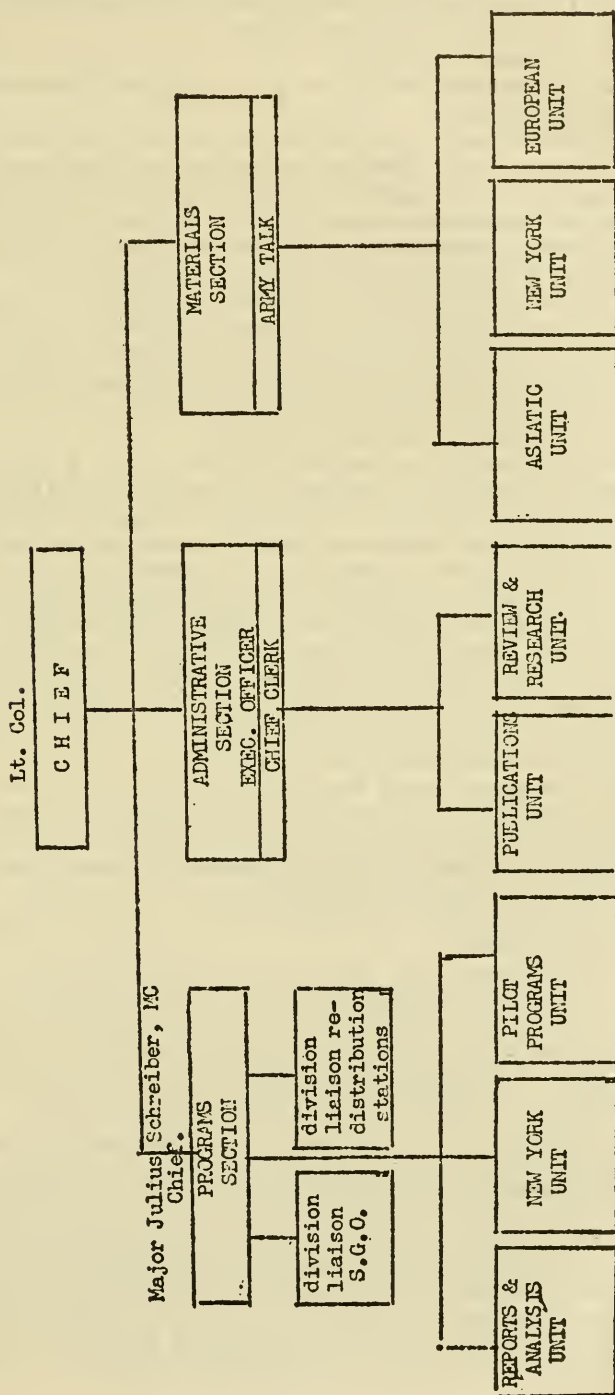 Lt. Col.
C H I E F
Major Julius Schreiber, MC
Chief.
PROGRAMS
SECTION
division
liaison
S.G.O.
division
liaison re-
distribution
stations
ADMINISTRATIVE
SECTION
EXEC. OFFICER
CHIEF CLERK
MATERIALS
SECTION
ARMY TALK
REPORTS &
ANALYSIS
UNIT
NEW YORK
UNIT
PILOT
PROGRAMS
UNIT
PUBLICATIONS
UNIT
REVIEW &
RESEARCH
UNIT.
ASIATIC
UNIT
NEW YORK
UNIT
EUROPEAN
UNIT